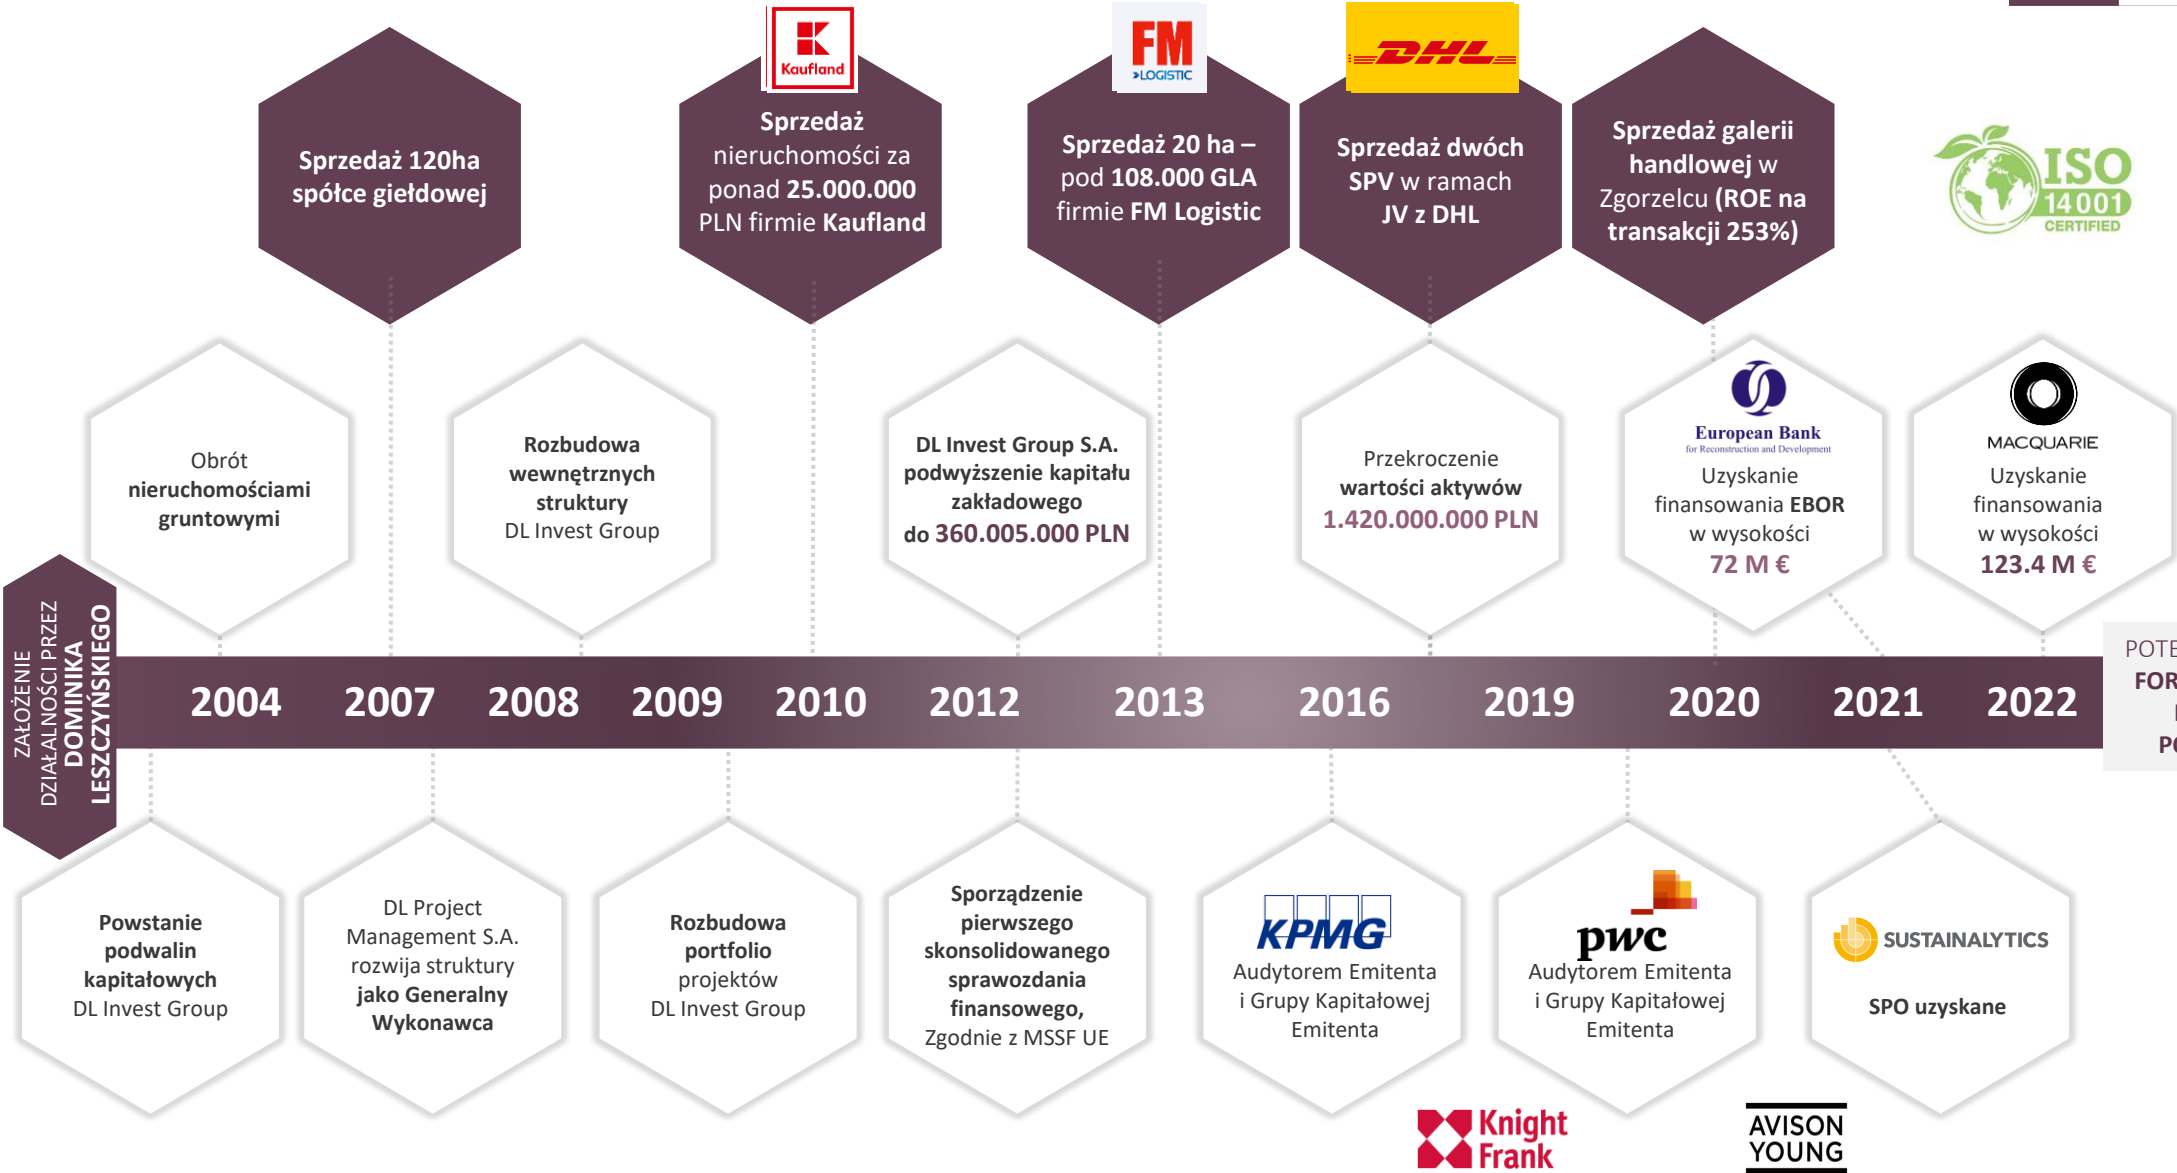 Kaufland
FM
>LOGISTIC
DHL
Sprzedaż 120ha
spółce giełdowej
Sprzedaż
nieruchomości za
ponad 25.000.000
PLN firmie Kaufland
Sprzedaż 20 ha –
pod 108.000 GLA
firmie FM Logistic
Sprzedaż dwóch
SPV w ramach
JV z DHL
Sprzedaż galerii
handlowej w
Zgorzelcu (ROE na
transakcji 253%)
ISO
14001
CERTIFIED
Obrót
nieruchomościami
gruntowymi
Rozbudowa
wewnętrznych
struktury
DL Invest Group
DL Invest Group S.A.
podwyższenie kapitału
zakładowego
do 360.005.000 PLN
Przekroczenie
wartości aktywów
1.420.000.000 PLN
European Bank
for Reconstruction and Development
Uzyskanie
finansowania EBOR
w wysokości
72 M €
MACQUARIE
Uzyskanie
finansowania
w wysokości
123.4 M €
ZAŁOŻENIE
DZIAŁALNOŚCI PRZEZ
DOMINIKA
LESZCZYŃSKIEGO
2004 2007 2008 2009 2010 2012 2013 2016 2019 2020 2021 2022
POTE
FOR
Powstanie
podwalin
kapitałowych
DL Invest Group
DL Project
Management S.A.
rozwija struktury
jako Generalny
Wykonawca
Rozbudowa
portfolio
projektów
DL Invest Group
Sporządzenie
pierwszego
skonsolidowanego
sprawozdania
finansowego,
Zgodnie z MSSF UE
KPMG
Audytorem Emitenta
i Grupy Kapitałowej
Emitenta
pwc
Audytorem Emitenta
i Grupy Kapitałowej
Emitenta
SUSTAINALYTICS
SPO uzyskane
Knight
Frank
AVISON
YOUNG